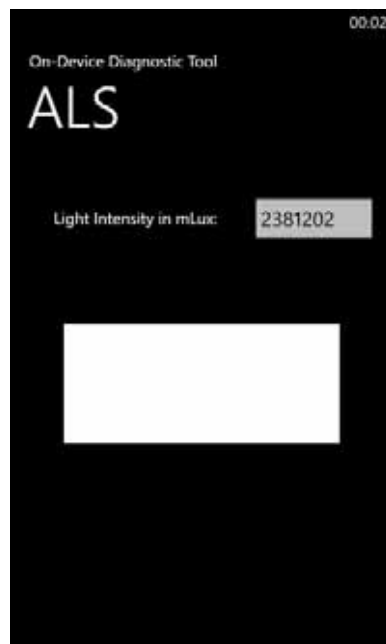 00:02
On-Device Diagnostic Tool
ALS
Light Intensity in mLux:
2381202